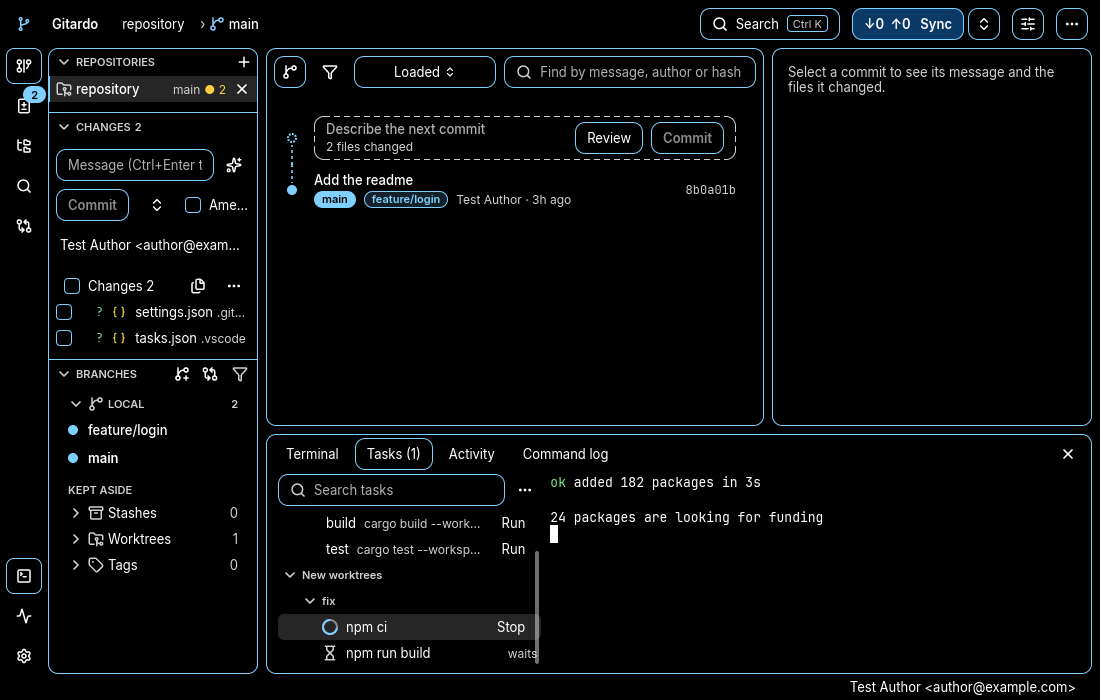 Gitardo repository › main Search Ctrl K ↓0 ↑0 Sync
REPOSITORIES
repository main 2
2
CHANGES 2
Message (Ctrl+Enter t
Commit Ame...
Test Author <author@exam...
Changes 2
? {} settings.json .git...
? {} tasks.json .vscode
BRANCHES
LOCAL 2
feature/login
main
KEPT ASIDE
Stashes 0
Worktrees 1
Tags 0
Loaded Find by message, author or hash
Describe the next commit
2 files changed
Review Commit
Add the readme
main feature/login Test Author · 3h ago 8b0a01b
Select a commit to see its message and the
files it changed.
Terminal Tasks (1) Activity Command log
Search tasks
build cargo build --work... Run
test cargo test --worksp... Run
New worktrees
fix
npm ci Stop
npm run build waits
ok added 182 packages in 3s
24 packages are looking for funding
Test Author <author@example.com>